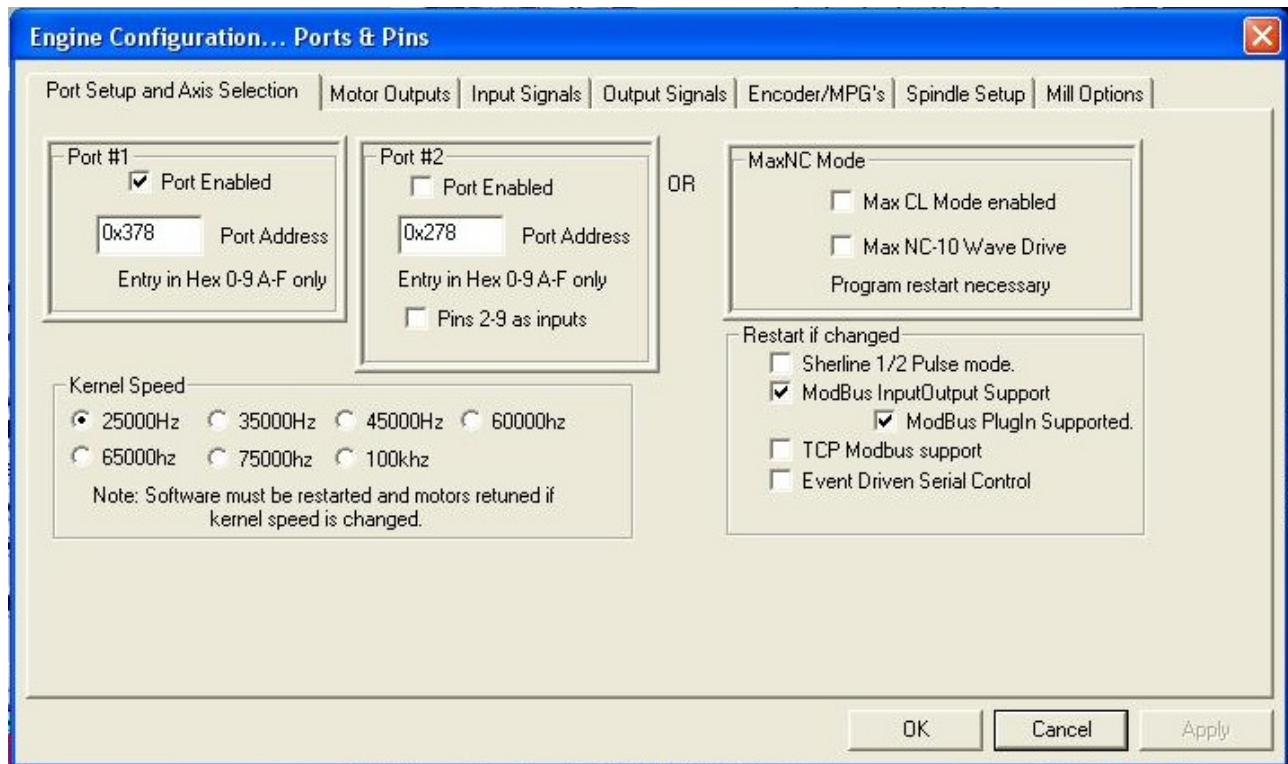 Engine Configuration... Ports & Pins
Port Setup and Axis Selection Motor Outputs Input Signals Output Signals Encoder/MPG's Spindle Setup Mill Options
Port #1
Port Enabled
0x378 Port Address
Entry in Hex 0-9 A-F only
Port #2
Port Enabled
0x278 Port Address
Entry in Hex 0-9 A-F only
Pins 2-9 as inputs
OR
MaxNC Mode
Max CL Mode enabled
Max NC-10 Wave Drive
Program restart necessary
Kernel Speed
25000Hz 35000Hz 45000Hz 60000hz
65000hz 75000hz 100khz
Note: Software must be restarted and motors retuned if
kernel speed is changed.
Restart if changed
Sherline 1/2 Pulse mode.
ModBus InputOutput Support
ModBus PlugIn Supported.
TCP Modbus support
Event Driven Serial Control
OK Cancel Apply